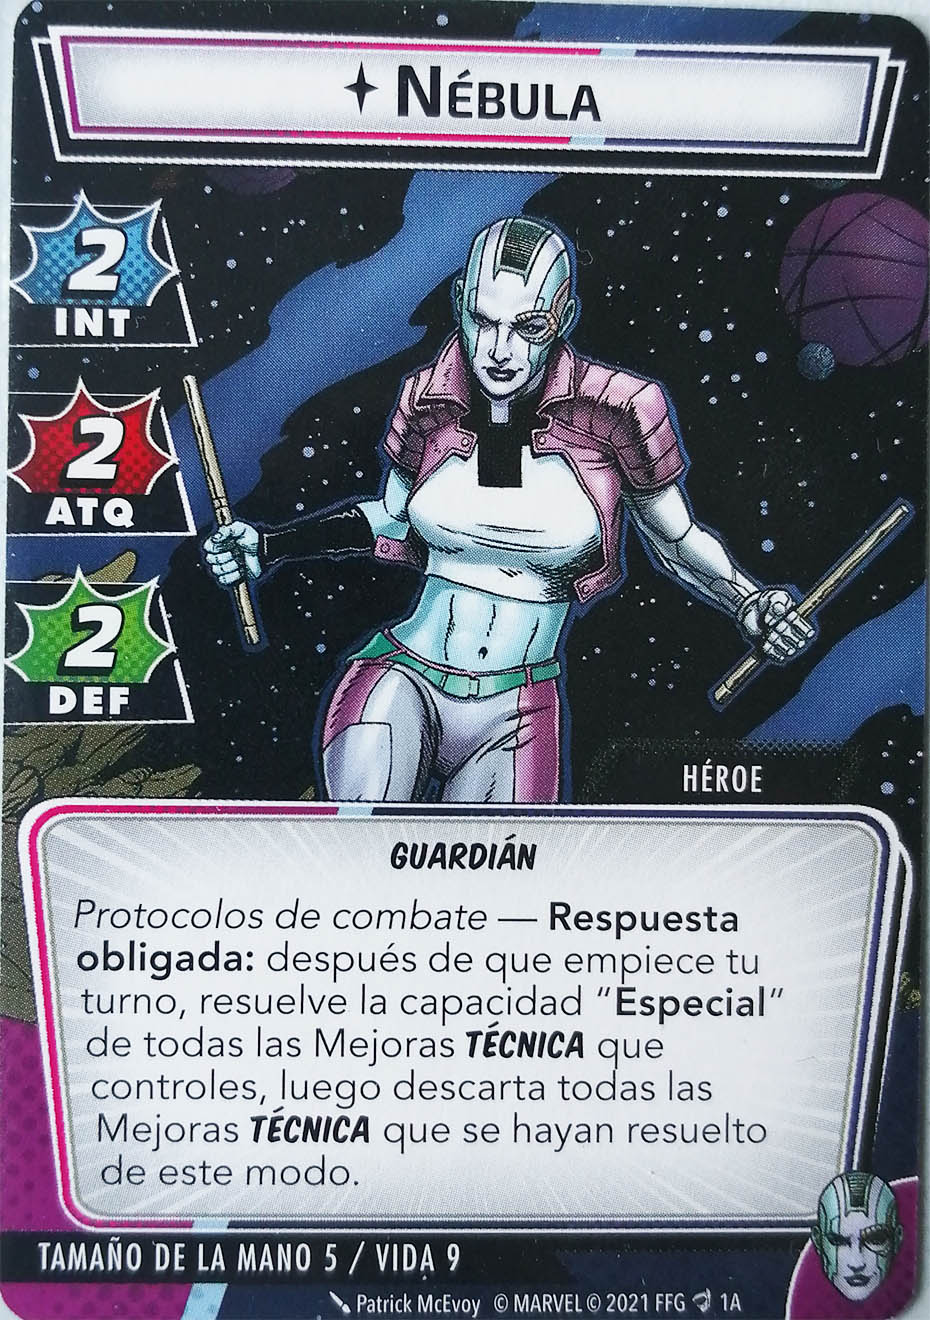 NÉBULA
2
INT
2
ATQ
2
DEF
HÉROE
GUARDIÁN
Protocolos de combate — Respuesta
obligada: después de que empiece tu
turno, resuelve la capacidad “Especial”
de todas las Mejoras TÉCNICA que
controles, luego descarta todas las
Mejoras TÉCNICA que se hayan resuelto
de este modo.
TAMAÑO DE LA MANO 5 / VIDA 9
Patrick McEvoy © MARVEL © 2021 FFG 1A